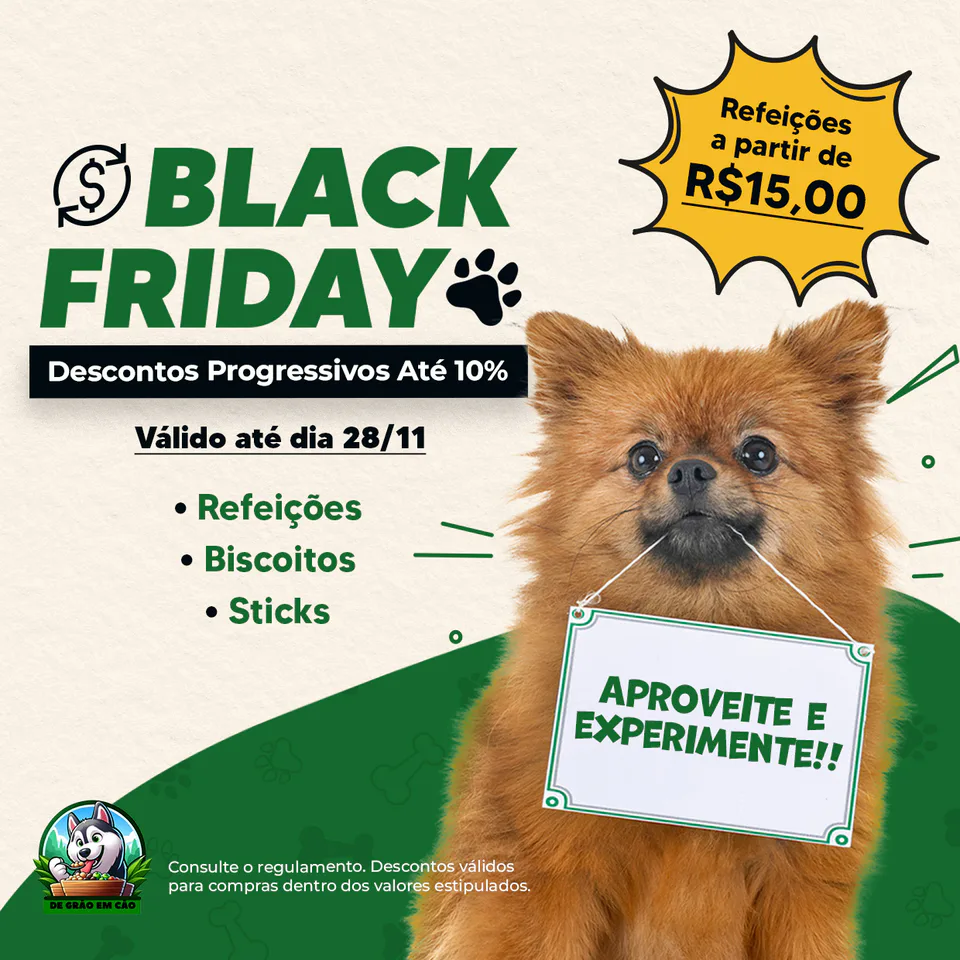 Refeições
a partir de
R$15,00
BLACK
FRIDAY
Descontos Progressivos Até 10%
Válido até dia 28/11
• Refeições
• Biscoitos
• Sticks
APROVEITE E
EXPERIMENTE!!
DE GRÃO EM CÃO
Consulte o regulamento. Descontos válidos
para compras dentro dos valores estipulados.